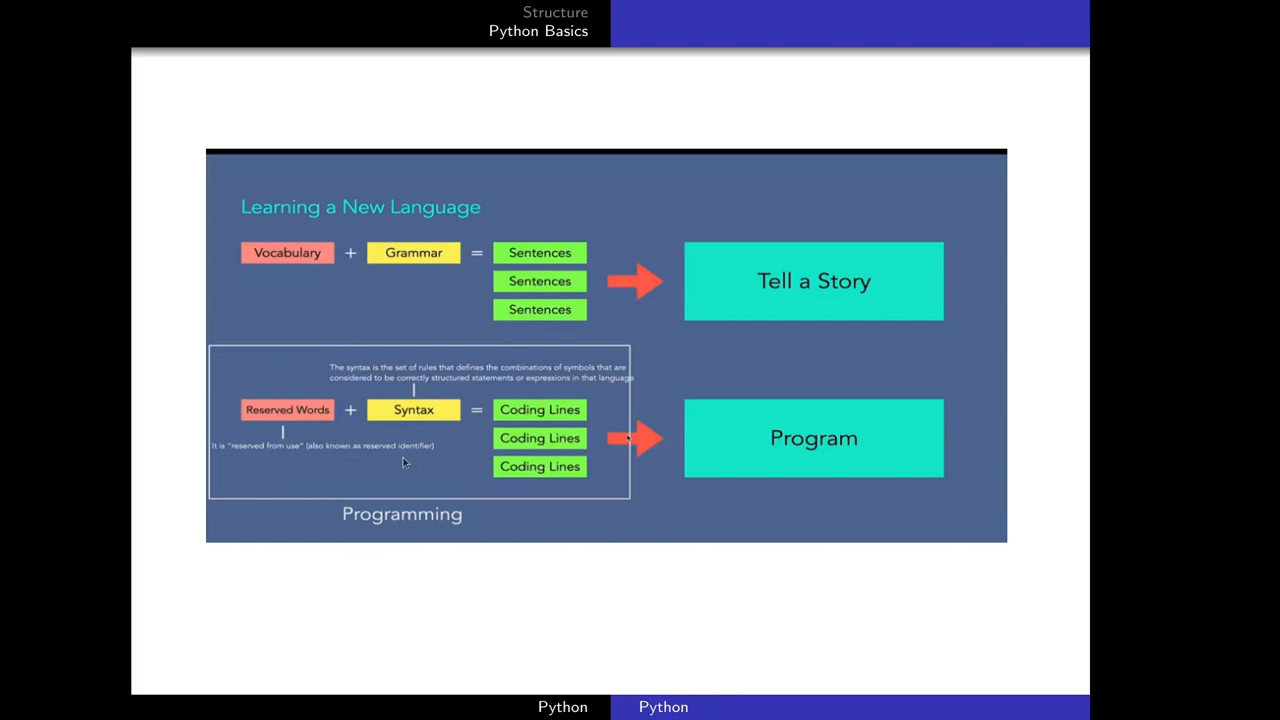 Structure
Python Basics
Learning a New Language
Vocabulary + Grammar = Sentences
Sentences
Sentences
Tell a Story
The syntax is the set of rules that defines the combinations of symbols that are
considered to be correctly structured statements or expressions in that language
Reserved Words + Syntax = Coding Lines
Coding Lines
Coding Lines
It is "reserved from use" (also known as reserved identifier)
Program
Programming
Python Python